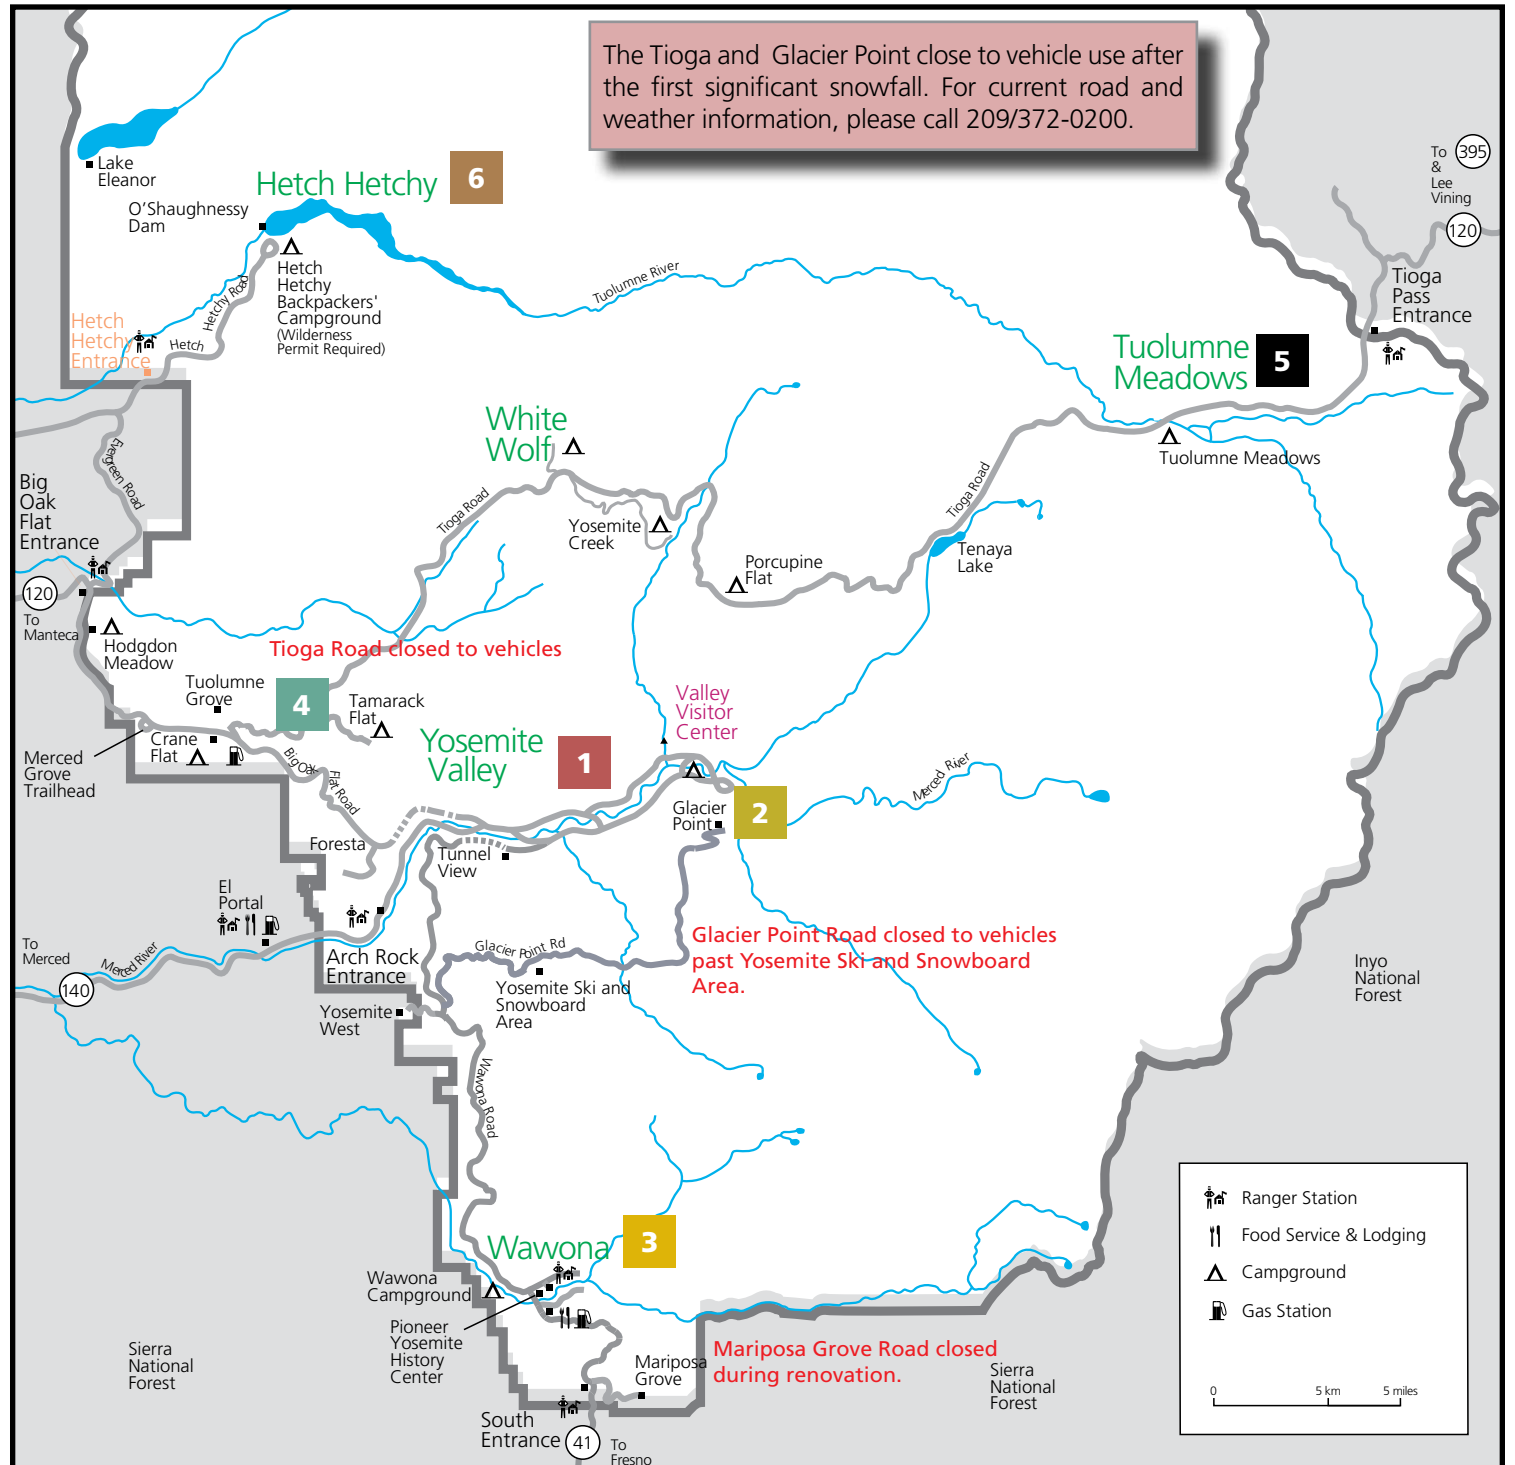 The Tioga and Glacier Point close to vehicle use after
the first significant snowfall. For current road and
weather information, please call 209/372-0200.
To
&
Lee
Vining
395
120
Lake
Eleanor
Hetch Hetchy
6
O'Shaughnessy
Dam
Hetch
Hetchy
Backpackers'
Campground
(Wilderness
Permit Required)
Hetch
Hetchy Road
Hetch
Hetchy
Entrance
Tuolumne River
Tioga
Pass
Entrance
Tuolumne
Meadows
5
Tuolumne Meadows
White
Wolf
Evergreen Road
Big
Oak
Flat
Entrance
120
To
Manteca
Tioga Road
Yosemite
Creek
Tioga Road
Tenaya
Lake
Porcupine
Flat
Hodgdon
Meadow
Tioga Road closed to vehicles
Tuolumne
Grove
4
Tamarack
Flat
Valley
Visitor
Center
Yosemite
Valley
1
Crane
Flat
Merced
Grove
Trailhead
Big Oak
Flat Road
Merced River
Glacier
Point
2
Foresta
Tunnel
View
El
Portal
To
Merced
Merced River
140
Arch Rock
Entrance
Glacier Point Rd
Glacier Point Road closed to vehicles
past Yosemite Ski and Snowboard
Area.
Yosemite Ski and
Snowboard
Area
Inyo
National
Forest
Yosemite
West
Wawona Road
Wawona
3
Wawona
Campground
Pioneer
Yosemite
History
Center
Mariposa
Grove
Mariposa Grove Road closed
during renovation.
Sierra
National
Forest
Sierra
National
Forest
South
Entrance
41
To
Fresno
Ranger Station
Food Service & Lodging
Campground
Gas Station
0
5 km
5 miles